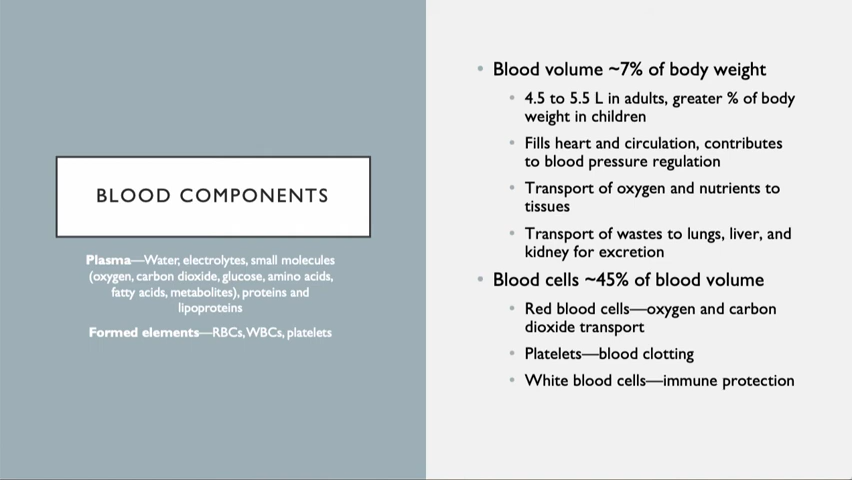 BLOOD COMPONENTS
Plasma—Water, electrolytes, small molecules
(oxygen, carbon dioxide, glucose, amino acids,
fatty acids, metabolites), proteins and
lipoproteins
Formed elements—RBCs, WBCs, platelets
• Blood volume ~7% of body weight
• 4.5 to 5.5 L in adults, greater % of body
weight in children
• Fills heart and circulation, contributes
to blood pressure regulation
• Transport of oxygen and nutrients to
tissues
• Transport of wastes to lungs, liver, and
kidney for excretion
• Blood cells ~45% of blood volume
• Red blood cells—oxygen and carbon
dioxide transport
• Platelets—blood clotting
• White blood cells—immune protection